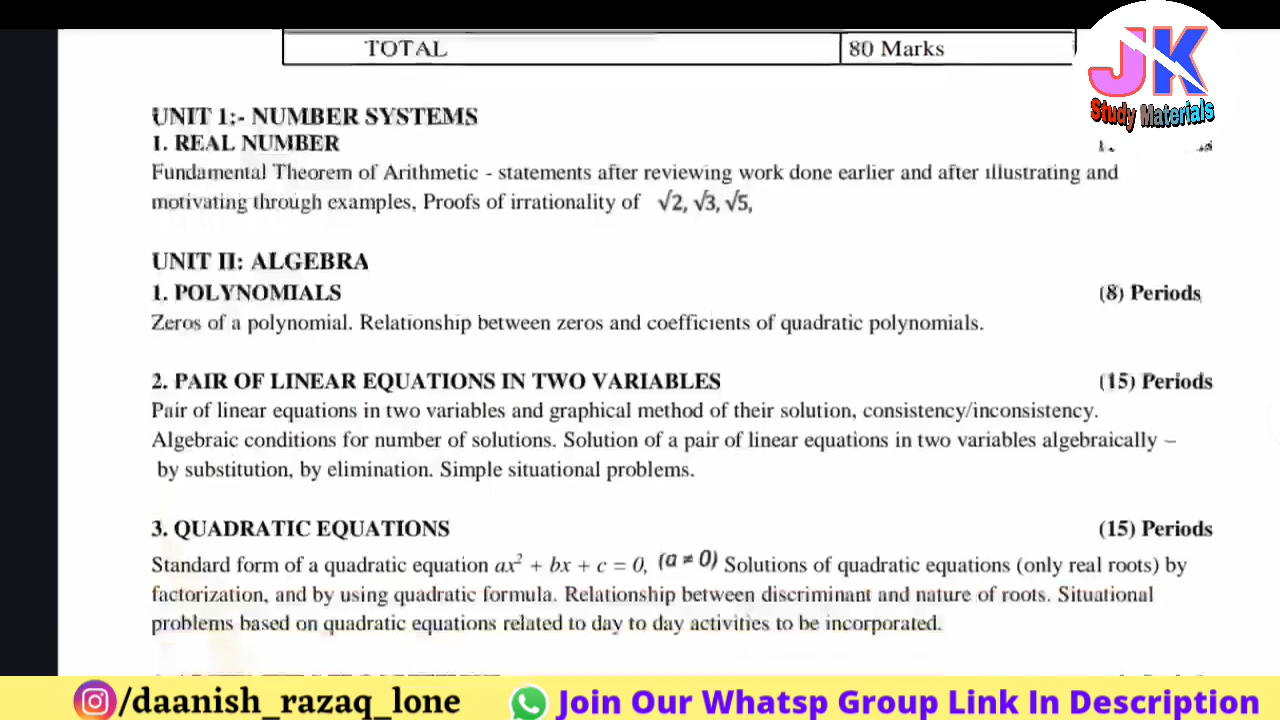 TOTAL 80 Marks
JK
Study Materials
UNIT 1:- NUMBER SYSTEMS
1. REAL NUMBER
Fundamental Theorem of Arithmetic - statements after reviewing work done earlier and after illustrating and
motivating through examples, Proofs of irrationality of √2, √3, √5,
UNIT II: ALGEBRA
1. POLYNOMIALS (8) Periods
Zeros of a polynomial. Relationship between zeros and coefficients of quadratic polynomials.
2. PAIR OF LINEAR EQUATIONS IN TWO VARIABLES (15) Periods
Pair of linear equations in two variables and graphical method of their solution, consistency/inconsistency.
Algebraic conditions for number of solutions. Solution of a pair of linear equations in two variables algebraically –
by substitution, by elimination. Simple situational problems.
3. QUADRATIC EQUATIONS (15) Periods
Standard form of a quadratic equation ax² + bx + c = 0, (a ≠ 0) Solutions of quadratic equations (only real roots) by
factorization, and by using quadratic formula. Relationship between discriminant and nature of roots. Situational
problems based on quadratic equations related to day to day activities to be incorporated.
/daanish_razaq_lone Join Our Whatsp Group Link In Description